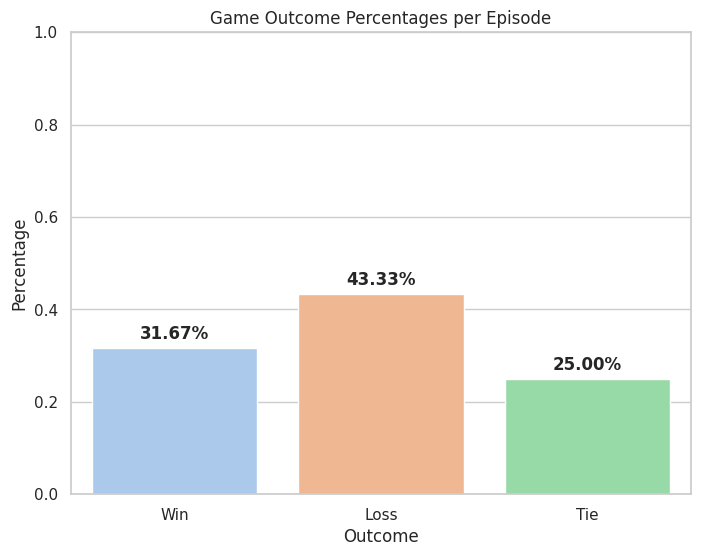 Game Outcome Percentages per Episode
1.0
0.8
0.6
0.4
0.2
0.0
Percentage
31.67%
43.33%
25.00%
Win
Loss
Tie
Outcome